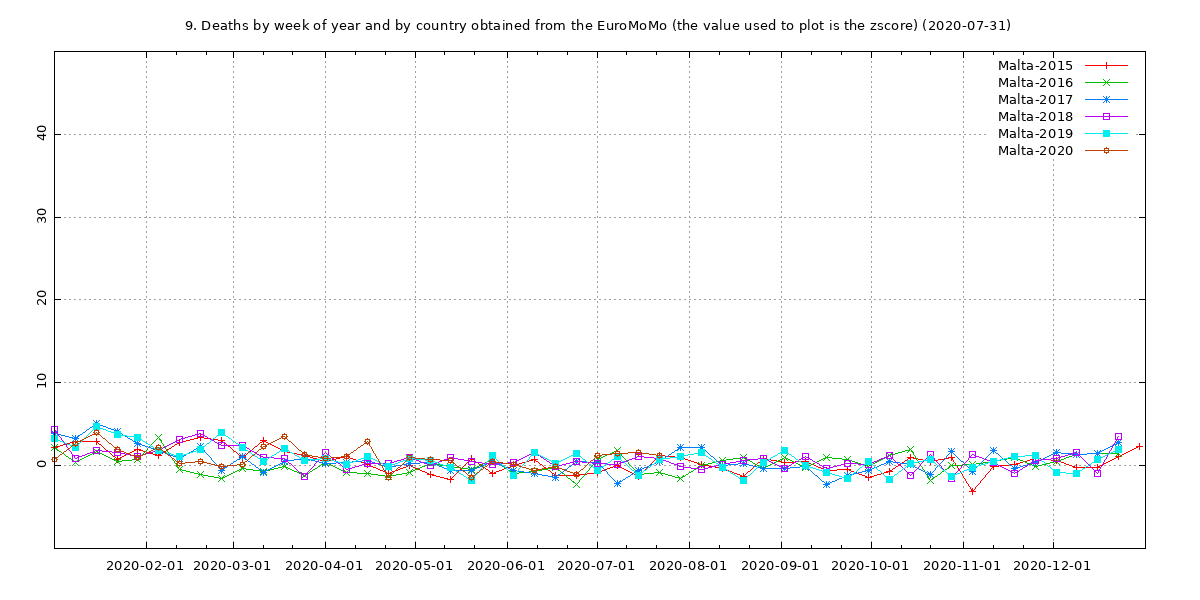 9. Deaths by week of year and by country obtained from the EuroMoMo (the value used to plot is the zscore) (2020-07-31)
Malta-2015
Malta-2016
Malta-2017
Malta-2018
Malta-2019
Malta-2020
40
30
20
10
0
2020-02-01 2020-03-01 2020-04-01 2020-05-01 2020-06-01 2020-07-01 2020-08-01 2020-09-01 2020-10-01 2020-11-01 2020-12-01